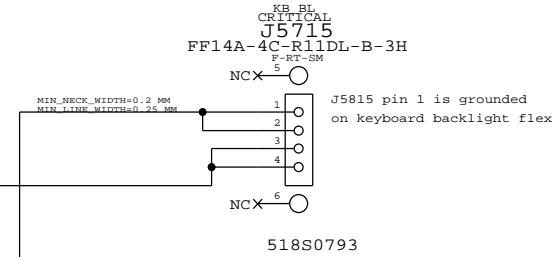 KB_BL
CRITICAL
J5715
FF14A-4C-R11DL-B-3H
F-RT-SM
NC 5
MIN_NECK_WIDTH=0.2 MM
MIN_LINE_WIDTH=0.25 MM
1
2
3
4
J5815 pin 1 is grounded
on keyboard backlight flex
NC 6
518S0793